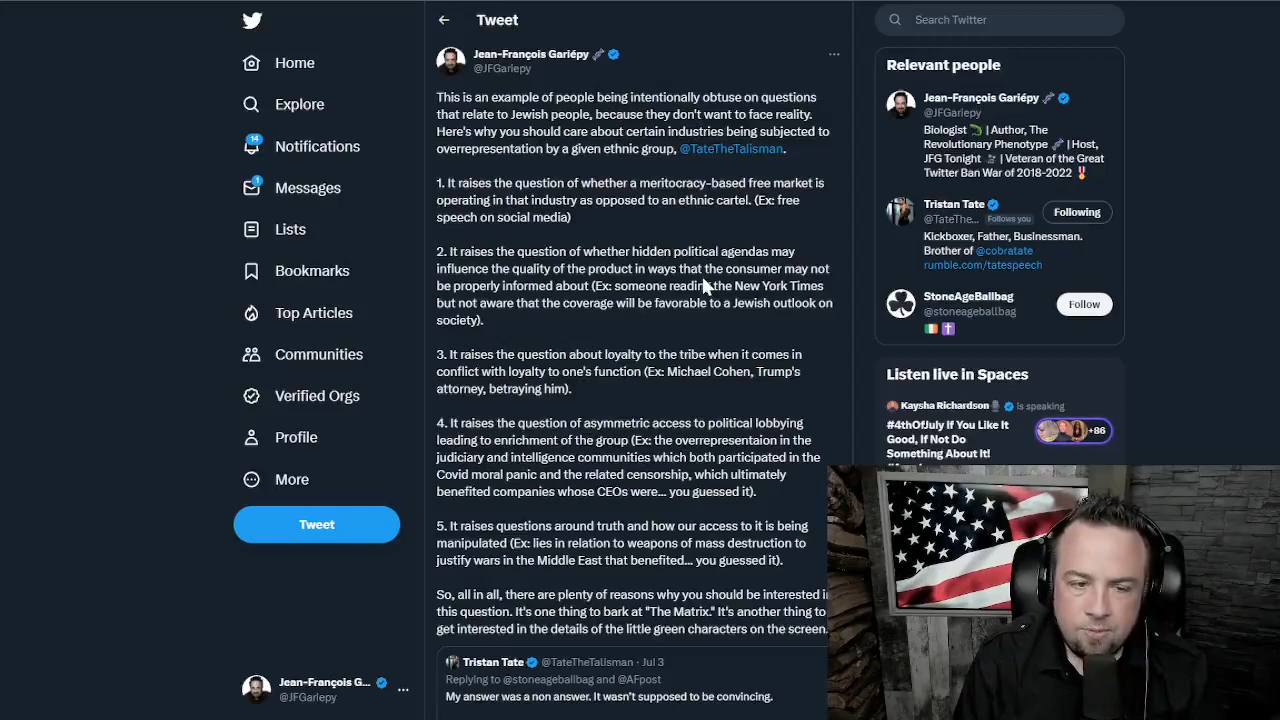 Tweet
Search Twitter
Home
Explore
14
Notifications
1
Messages
Lists
Bookmarks
Top Articles
Communities
Verified Orgs
Profile
More
Tweet
Jean-François G...
@JFGariepy
Jean-François Gariépy
@JFGariepy
This is an example of people being intentionally obtuse on questions
that relate to Jewish people, because they don't want to face reality.
Here's why you should care about certain industries being subjected to
overrepresentation by a given ethnic group, @TateTheTalisman.
1. It raises the question of whether a meritocracy-based free market is
operating in that industry as opposed to an ethnic cartel. (Ex: free
speech on social media)
2. It raises the question of whether hidden political agendas may
influence the quality of the product in ways that the consumer may not
be properly informed about (Ex: someone reading the New York Times
but not aware that the coverage will be favorable to a Jewish outlook on
society).
3. It raises the question about loyalty to the tribe when it comes in
conflict with loyalty to one's function (Ex: Michael Cohen, Trump's
attorney, betraying him).
4. It raises the question of asymmetric access to political lobbying
leading to enrichment of the group (Ex: the overrepresentaion in the
judiciary and intelligence communities which both participated in the
Covid moral panic and the related censorship, which ultimately
benefited companies whose CEOs were... you guessed it).
5. It raises questions around truth and how our access to it is being
manipulated (Ex: lies in relation to weapons of mass destruction to
justify wars in the Middle East that benefited... you guessed it).
So, all in all, there are plenty of reasons why you should be interested in
this question. It's one thing to bark at "The Matrix." It's another thing to
get interested in the details of the little green characters on the screen.
Tristan Tate @TateTheTalisman · Jul 3
Replying to @stoneageballbag and @AFpost
My answer was a non answer. It wasn't supposed to be convincing.
Relevant people
Jean-François Gariépy
@JFGariepy
Biologist | Author, The
Revolutionary Phenotype | Host,
JFG Tonight | Veteran of the Great
Twitter Ban War of 2018-2022
Tristan Tate
@TateThe... Follows you
Following
Kickboxer, Father, Businessman.
Brother of @cobratate
rumble.com/tatespeech
StoneAgeBallbag
@stoneageballbag
Follow
Listen live in Spaces
Kaysha Richardson is speaking
#4thOfJuly If You Like It
Good, If Not Do
Something About It!
+86